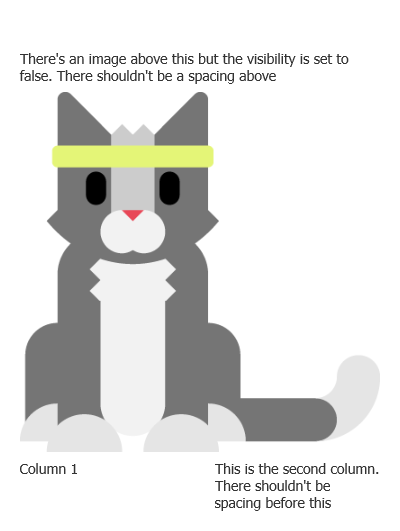 There's an image above this but the visibility is set to
false. There shouldn't be a spacing above
Column 1
This is the second column.
There shouldn't be
spacing before this